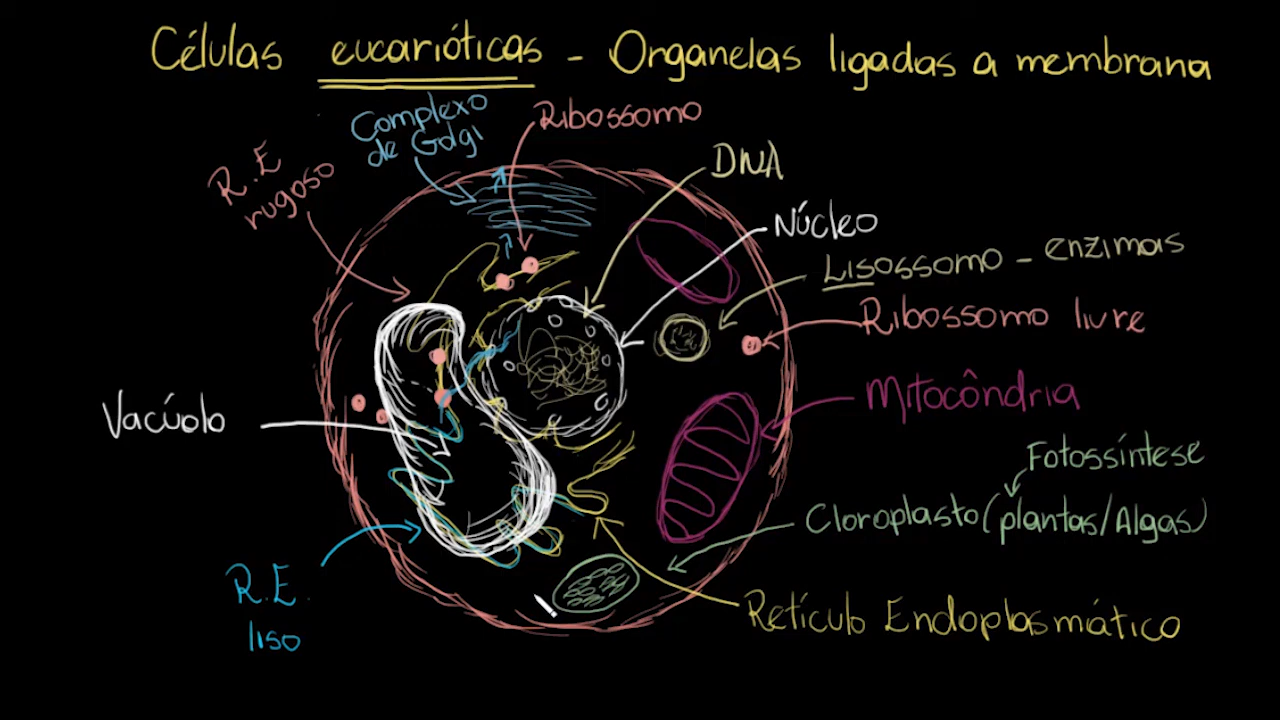 Células eucarióticas - Organelas ligadas a membrana
Complexo
de Golgi
Ribossomo
R.E
rugoso
DNA
Núcleo
Lisossomo - enzimas
Ribossomo livre
Mitocôndria
Vacúolo
Fotossíntese
Cloroplasto (plantas/Algas)
R.E.
liso
Retículo Endoplasmiático